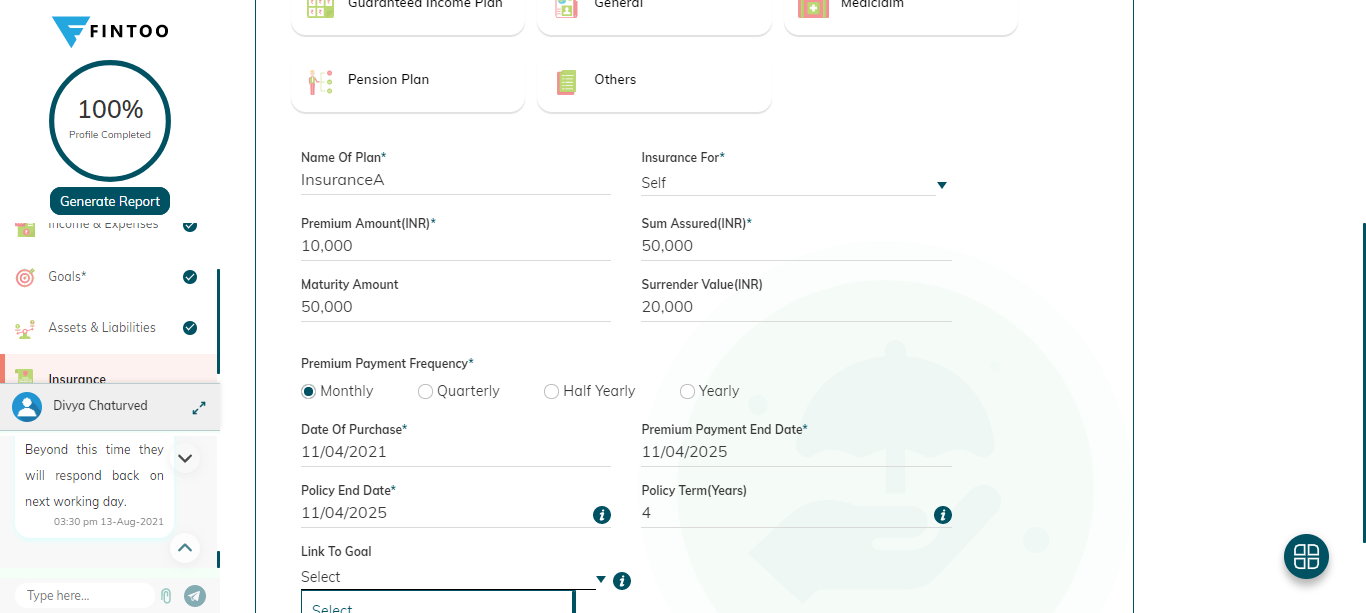 FINTOO
100%
Profile Completed
Generate Report
Income & Expenses
Goals*
Assets & Liabilities
Insurance
Divya Chaturved
Beyond this time they
will respond back on
next working day.
03:30 pm 13-Aug-2021
Type here...
Guaranteed Income Plan
General
Mediclaim
Pension Plan
Others
Name Of Plan*
InsuranceA
Insurance For*
Self
Premium Amount(INR)*
10,000
Sum Assured(INR)*
50,000
Maturity Amount
50,000
Surrender Value(INR)
20,000
Premium Payment Frequency*
Monthly Quarterly Half Yearly Yearly
Date Of Purchase*
11/04/2021
Premium Payment End Date*
11/04/2025
Policy End Date*
11/04/2025
Policy Term(Years)
4
Link To Goal
Select
Select